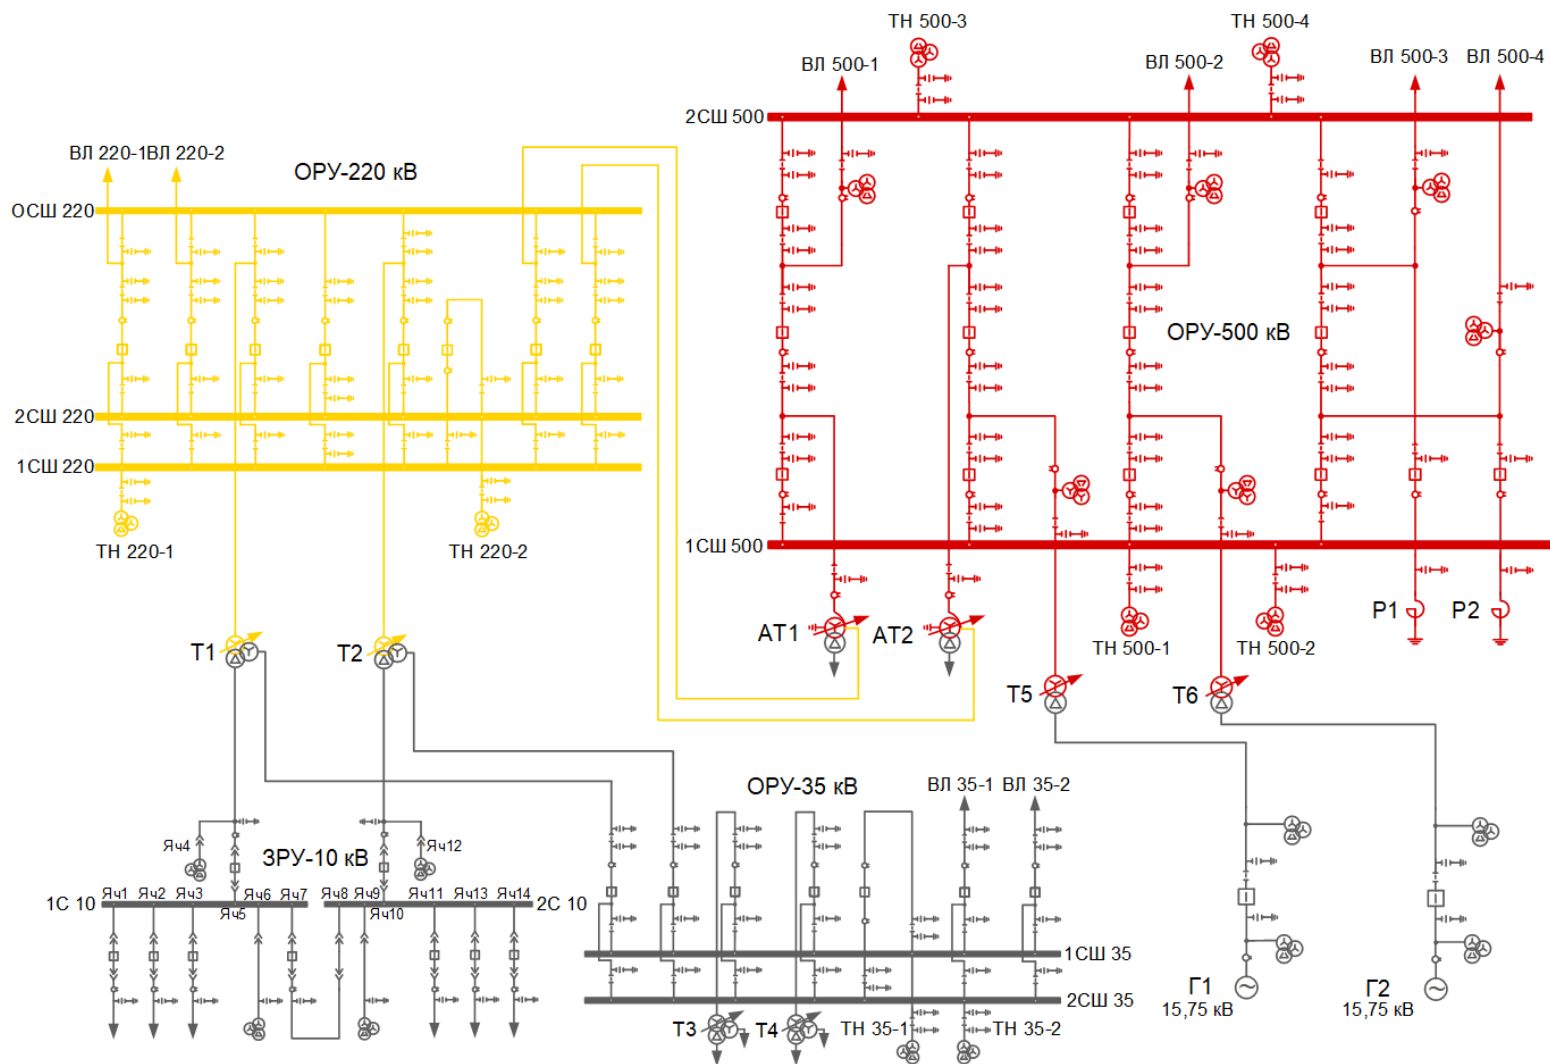 ТН 500-3
ТН 500-4
ВЛ 500-1
ВЛ 500-2
ВЛ 500-3
ВЛ 500-4
2СШ 500
ВЛ 220-1
ВЛ 220-2
ОРУ-220 кВ
0СШ 220
ОРУ-500 кВ
2СШ 220
1СШ 220
ТН 220-1
ТН 220-2
1СШ 500
АТ1
АТ2
ТН 500-1
ТН 500-2
Р1
Р2
Т1
Т2
Т5
Т6
ОРУ-35 кВ
ВЛ 35-1
ВЛ 35-2
Яч4
ЗРУ-10 кВ
Яч12
1С 10
Яч1
Яч2
Яч3
Яч5
Яч6
Яч7
Яч8
Яч9
Яч10
Яч11
Яч13
Яч14
2С 10
1СШ 35
2СШ 35
Т3
Т4
ТН 35-1
ТН 35-2
Г1
15,75 кВ
Г2
15,75 кВ